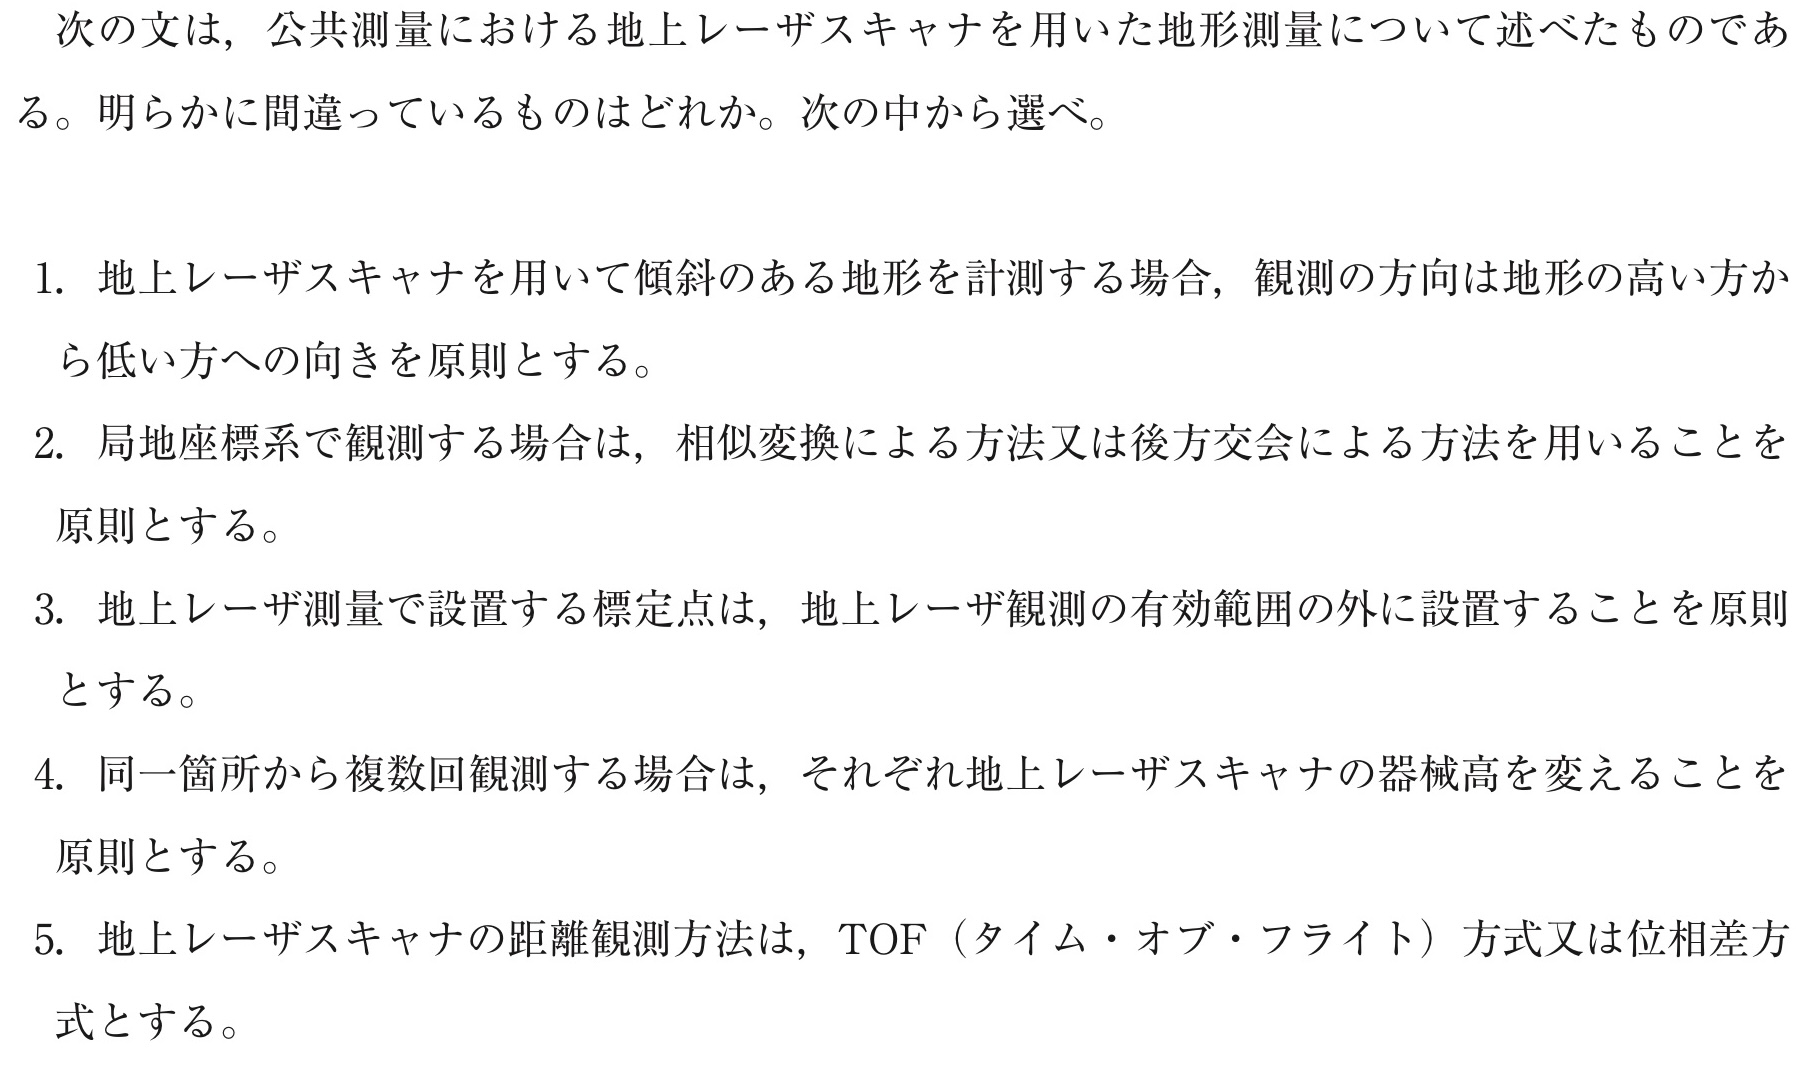 次の文は，公共測量における地上レーザスキャナを用いた地形測量について述べたものであ
る。明らかに間違っているものはどれか。次の中から選べ。
1．地上レーザスキャナを用いて傾斜のある地形を計測する場合，観測の方向は地形の高い方か
ら低い方への向きを原則とする。
2．局地座標系で観測する場合は，相似変換による方法又は後方交会による方法を用いることを
原則とする。
3．地上レーザ測量で設置する標定点は，地上レーザ観測の有効範囲の外に設置することを原則
とする。
4．同一箇所から複数回観測する場合は，それぞれ地上レーザスキャナの器械高を変えることを
原則とする。
5．地上レーザスキャナの距離観測方法は，TOF（タイム・オブ・フライト）方式又は位相差方
式とする。